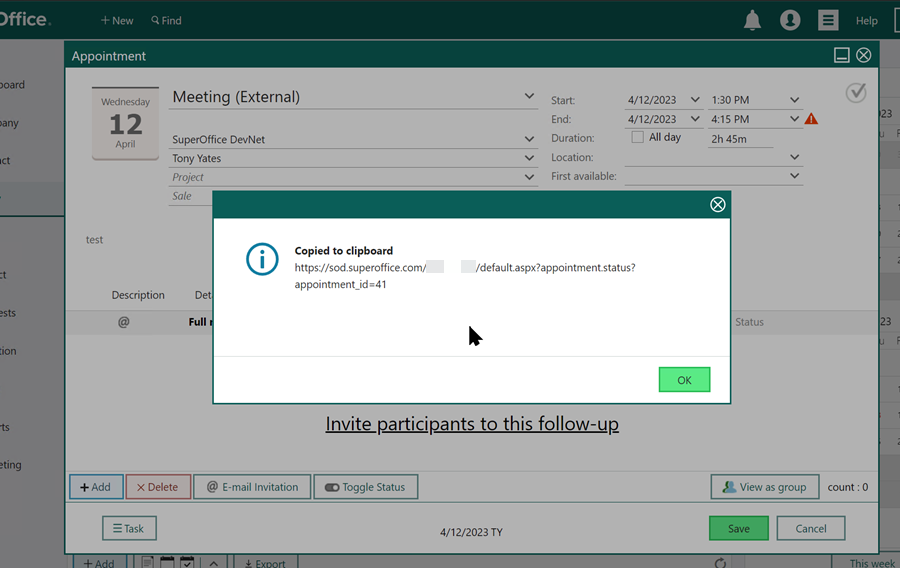 Office.
New
Find
Help
Appointment
Wednesday
12
April
Meeting (External)
SuperOffice DevNet
Tony Yates
Project
Sale
Start: 4/12/2023 1:30 PM
End: 4/12/2023 4:15 PM
Duration: All day 2h 45m
Location:
First available:
test
Copied to clipboard
https://sod.superoffice.com/ /default.aspx?appointment.status?
appointment_id=41
OK
Description
Status
@ Full
Invite participants to this follow-up
Add
Delete
@ E-mail Invitation
Toggle Status
View as group
count : 0
Task
4/12/2023 TY
Save
Cancel
Add
Export
This week